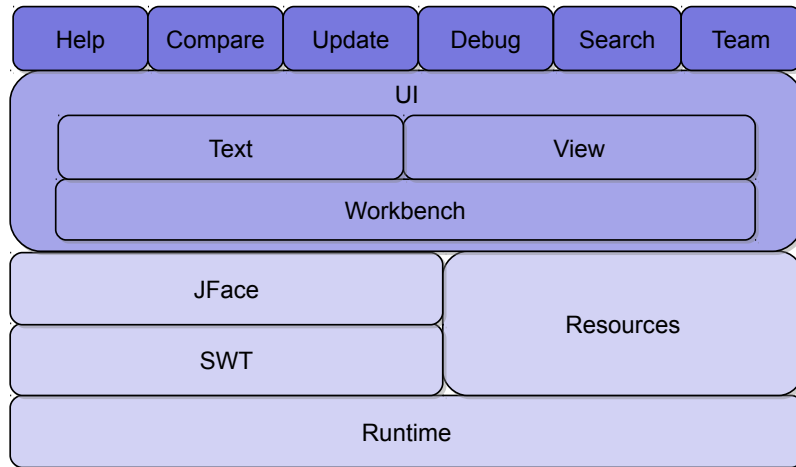 Help Compare Update Debug Search Team
UI
Text View
Workbench
JFace
Resources
SWT
Runtime